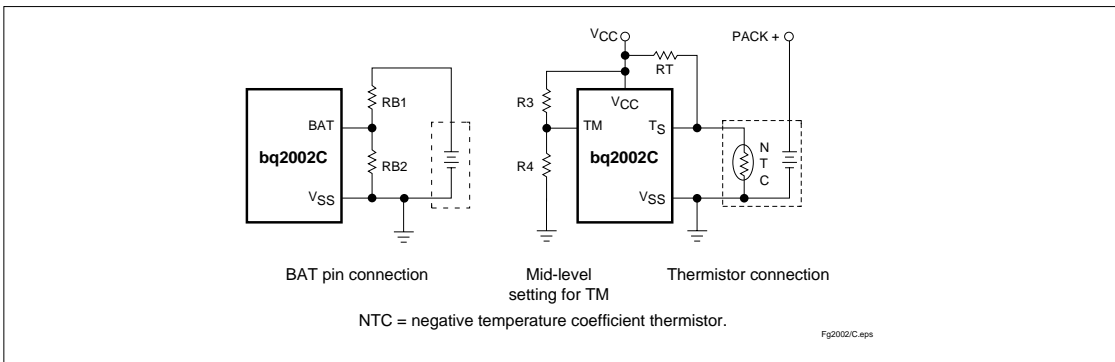 VCC
PACK +
RT
RB1
R3
VCC
BAT
TM
TS
bq2002C
bq2002C
N
T
C
RB2
R4
VSS
VSS
BAT pin connection
Mid-level
setting for TM
Thermistor connection
NTC = negative temperature coefficient thermistor.
Fg2002/C.eps